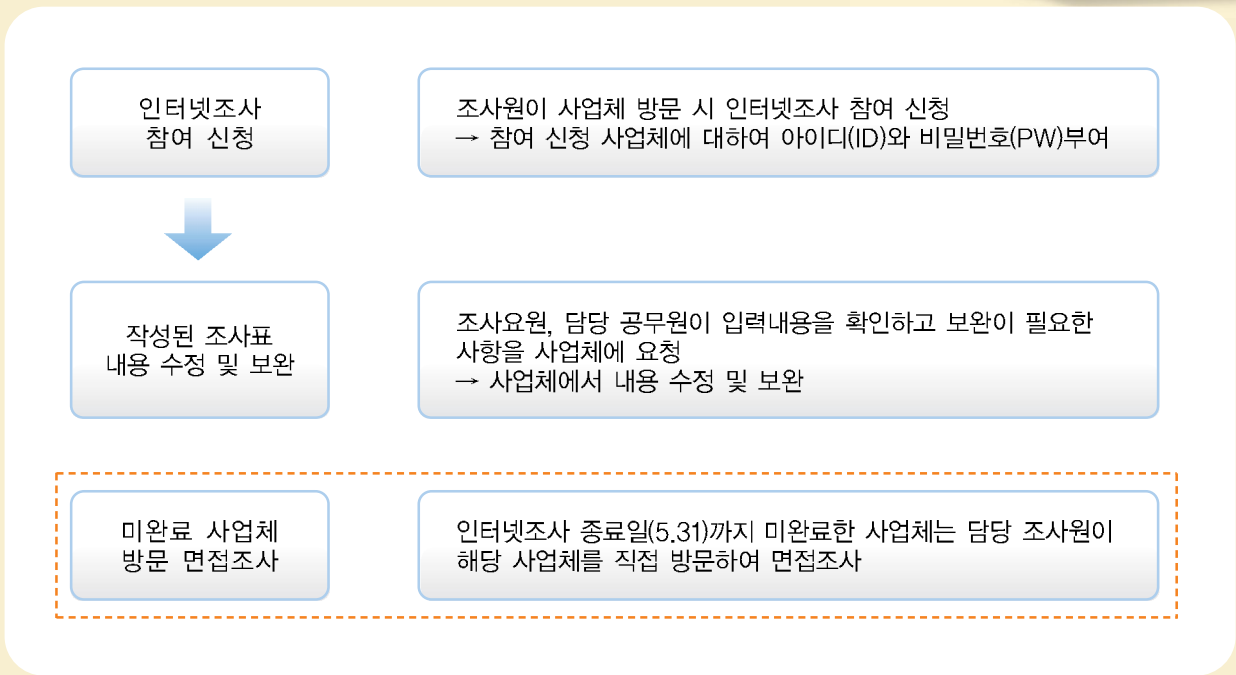 인터넷조사
참여 신청
조사원이 사업체 방문 시 인터넷조사 참여 신청
→ 참여 신청 사업체에 대하여 아이디(ID)와 비밀번호(PW)부여
작성된 조사표
내용 수정 및 보완
조사요원, 담당 공무원이 입력내용을 확인하고 보완이 필요한
사항을 사업체에 요청
→ 사업체에서 내용 수정 및 보완
미완료 사업체
방문 면접조사
인터넷조사 종료일(5.31)까지 미완료한 사업체는 담당 조사원이
해당 사업체를 직접 방문하여 면접조사